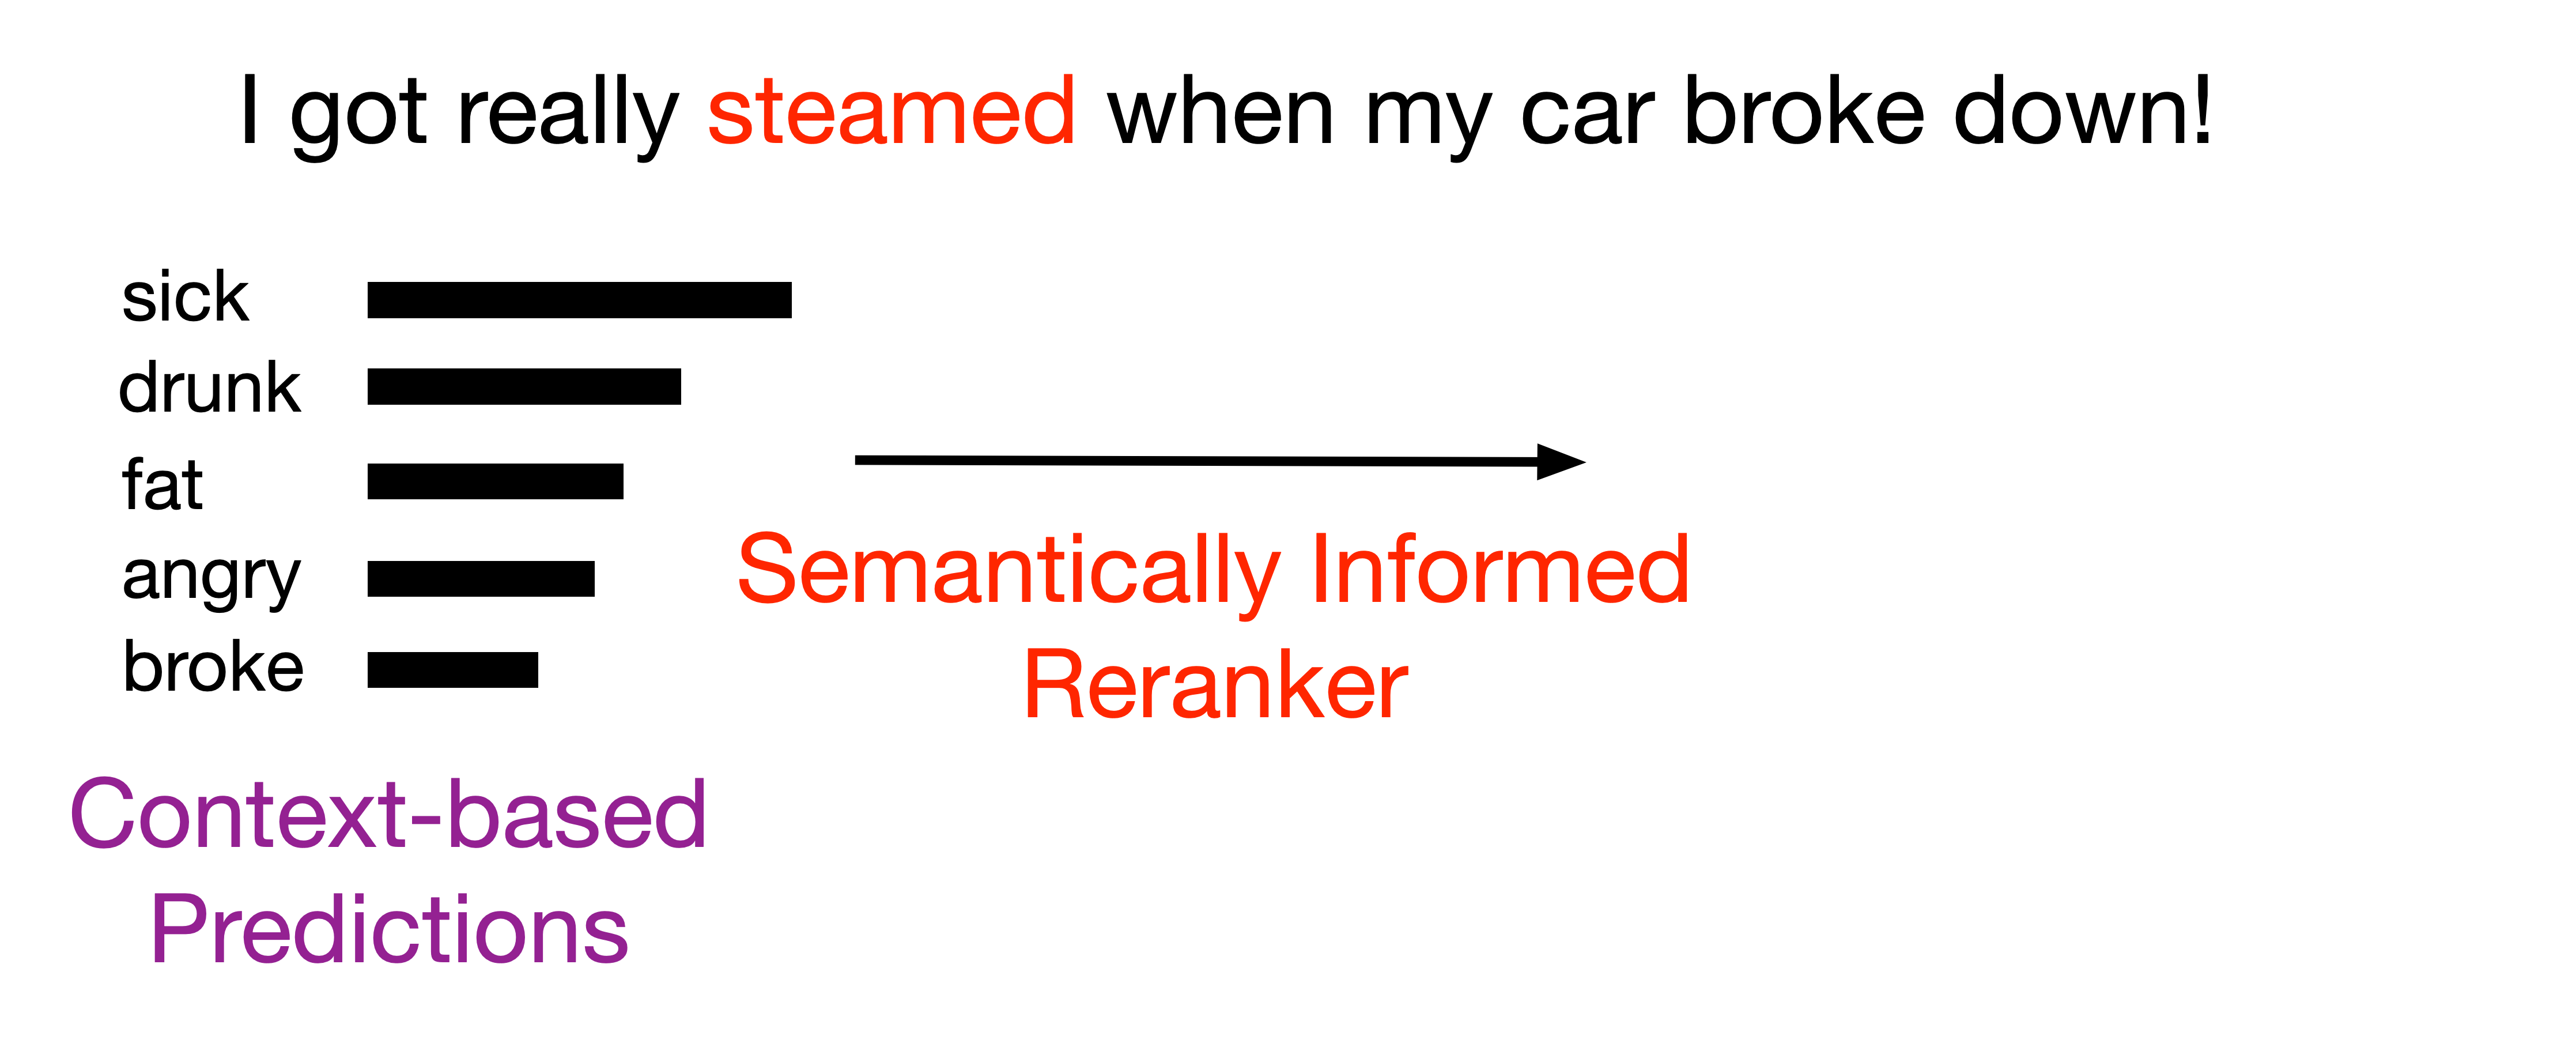 I got really steamed when my car broke down!
sick
drunk
fat
angry
broke
Semantically Informed
Reranker
Context-based
Predictions